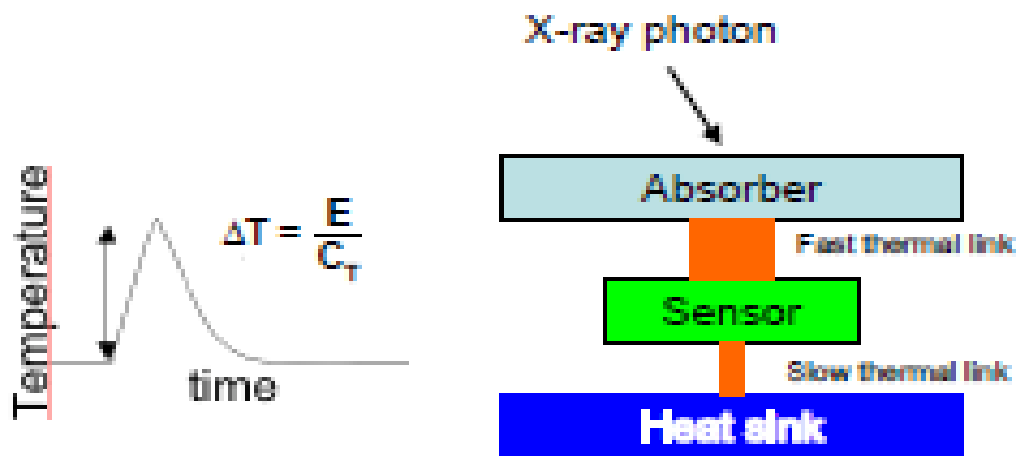 X-ray photon
Temperature
ΔT = E/C_T
time
Absorber
Fast thermal link
Sensor
Slow thermal link
Heat sink